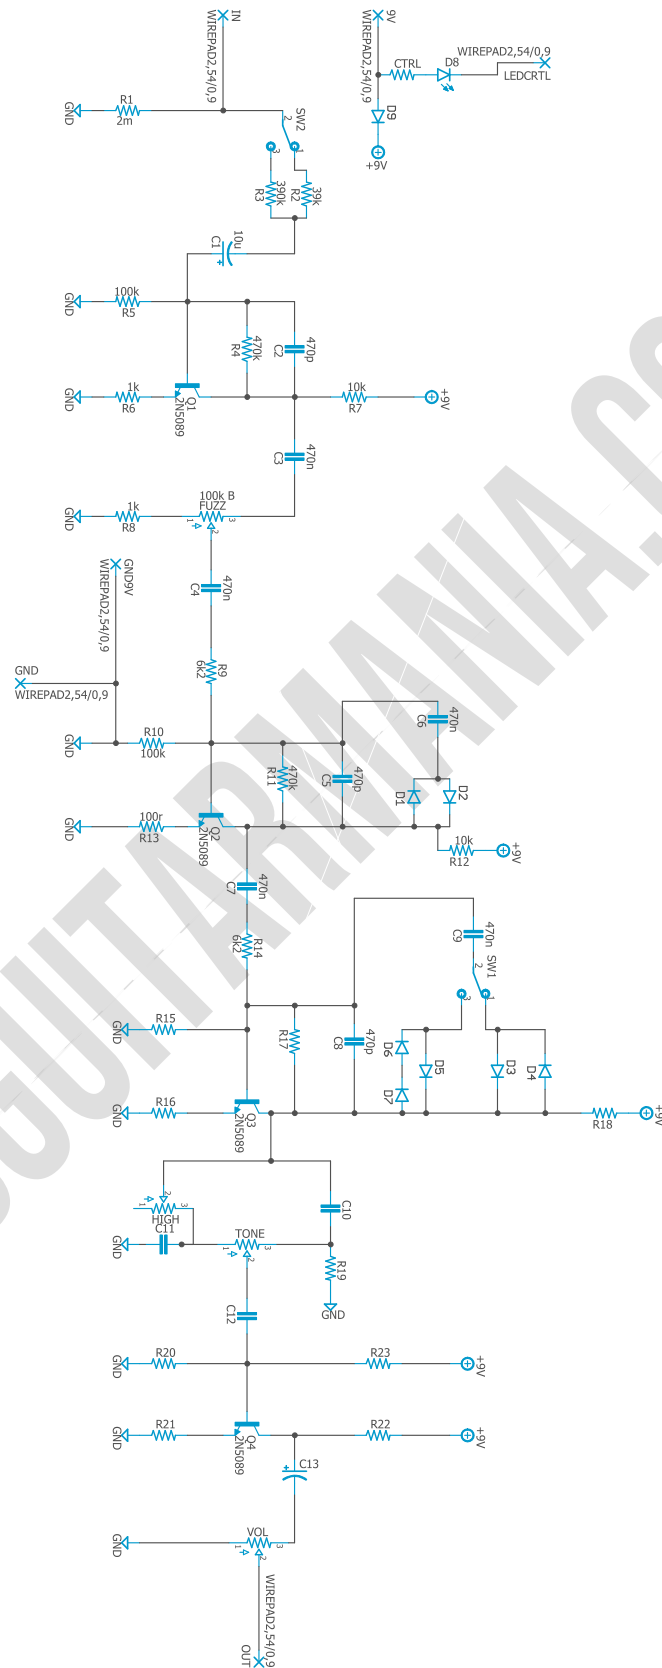 IN
WIREPAD2,54/0,9
9V
WIREPAD2,54/0,9
CTRL
D8
WIREPAD2,54/0,9
LEDCRTL
R1
2m
GND
SW2
2
1
3
D9
+9V
R3
390k
R2
39k
10u
C1
+
100k
R5
GND
R4
470k
C2
470p
1k
R6
GND
Q1
2N5089
10k
R7
+9V
C3
470n
100k B
FUZZ
1
2
3
1k
R8
GND
GND9V
WIREPAD2,54/0,9
C4
470n
R9
6k2
GND
WIREPAD2,54/0,9
R10
100k
GND
C6
470n
R11
470k
C5
470p
D1
D2
100r
R13
GND
Q2
2N5089
10k
R12
+9V
C7
470n
R14
6k2
C9
470n
SW1
2
1
3
R15
GND
R17
C8
470p
D6
D7
D5
D3
D4
R16
GND
Q3
2N5089
R18
+9V
1
2
3
HIGH
C11
GND
TONE
1
2
3
C10
R19
GND
C12
R20
GND
R23
+9V
R21
GND
Q4
2N5089
R22
+9V
+
C13
VOL
1
2
3
GND
WIREPAD2,54/0,9
OUT
GUITARMANIA.CO